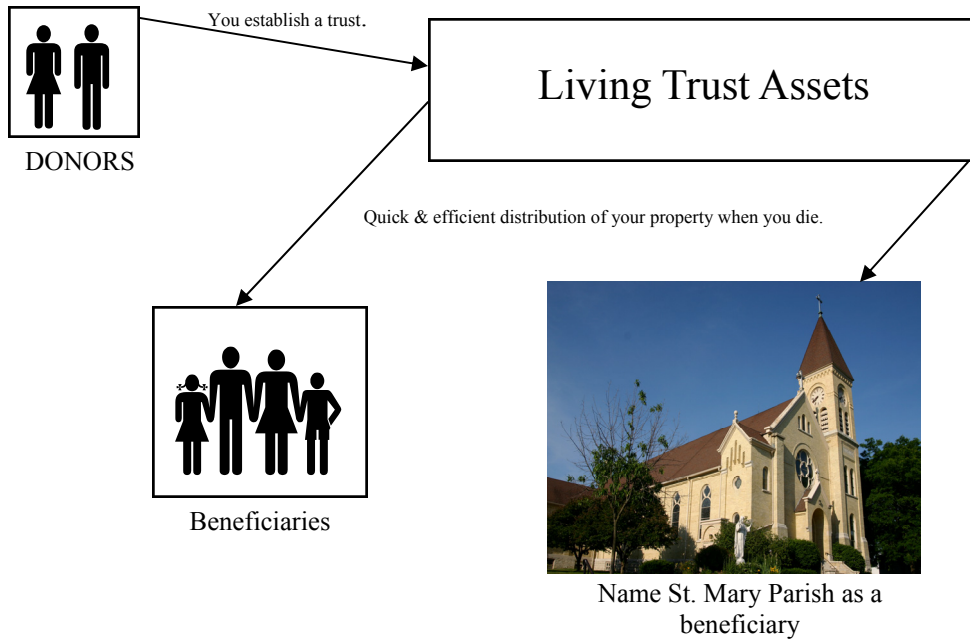 You establish a trust.
Living Trust Assets
DONORS
Quick & efficient distribution of your property when you die.
Beneficiaries
Name St. Mary Parish as a
beneficiary